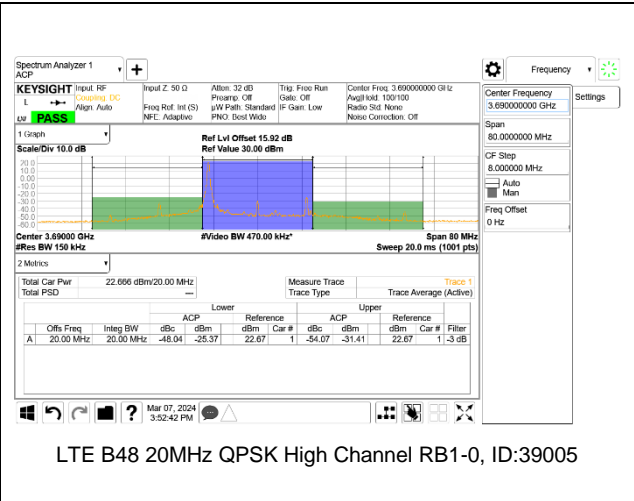 Spectrum Analyzer 1
ACP
Frequency
KEYSIGHT
Input: RF
Coupling: DC
Align: Auto
Input Z: 50 Ω
Freq Ref: Int (S)
NFE: Adaptive
Atten: 32 dB
Preamp: Off
µW Path: Standard
PNO: Best Wide
Trig: Free Run
Gate: Off
IF Gain: Low
Center Freq: 3.690000000 GHz
Avg|Hold: 100/100
Radio Std: None
Noise Correction: Off
L
PASS
Center Frequency
3.690000000 GHz
Settings
Span
80.0000000 MHz
CF Step
8.000000 MHz
Auto
Man
Freq Offset
0 Hz
1 Graph
Scale/Div 10.0 dB
Ref Lvl Offset 15.92 dB
Ref Value 30.00 dBm
20.0
10.0
0.00
-10.0
-20.0
-30.0
-40.0
-50.0
-60.0
Center 3.69000 GHz
#Video BW 470.00 kHz*
Span 80 MHz
#Res BW 150 kHz
Sweep 20.0 ms (1001 pts)
2 Metrics
Total Car Pwr 22.666 dBm/20.00 MHz Measure Trace Trace 1
Total PSD --- Trace Type Trace Average (Active)
Lower Upper
ACP Reference ACP Reference
Offs Freq Integ BW dBc dBm dBm Car # dBc dBm dBm Car # Filter
A 20.00 MHz 20.00 MHz -48.04 -25.37 22.67 1 -54.07 -31.41 22.67 1 -3 dB
?
Mar 07, 2024
3:52:42 PM
LTE B48 20MHz QPSK High Channel RB1-0, ID:39005